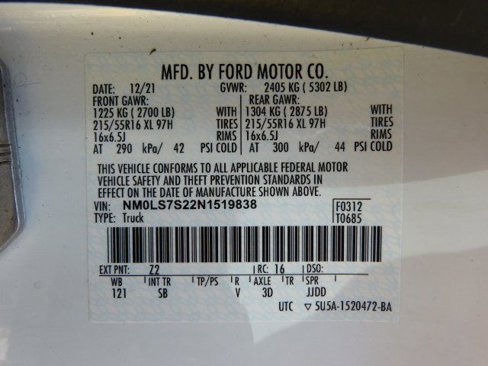 MFD. BY FORD MOTOR CO.
DATE: 12/21 GVWR: 2405 KG ( 5302 LB)
FRONT GAWR: REAR GAWR:
1225 KG ( 2700 LB) WITH 1304 KG ( 2875 LB) WITH
215/55R16 XL 97H TIRES 215/55R16 XL 97H TIRES
16x6.5J RIMS 16x6.5J RIMS
AT 290 kPa/ 42 PSI COLD AT 300 kPa/ 44 PSI COLD
THIS VEHICLE CONFORMS TO ALL APPLICABLE FEDERAL MOTOR
VEHICLE SAFETY AND THEFT PREVENTION STANDARDS IN
EFFECT ON THE DATE OF MANUFACTURE SHOWN ABOVE.
VIN: NM0LS7S22N1519838 F0312
TYPE: Truck T0685
EXT PNT: Z2 RC: 16 DSO:
WB INT TR TP/PS R AXLE TR SPR
121 SB V 3D JJDD
UTC ▽5U5A-1520472-BA